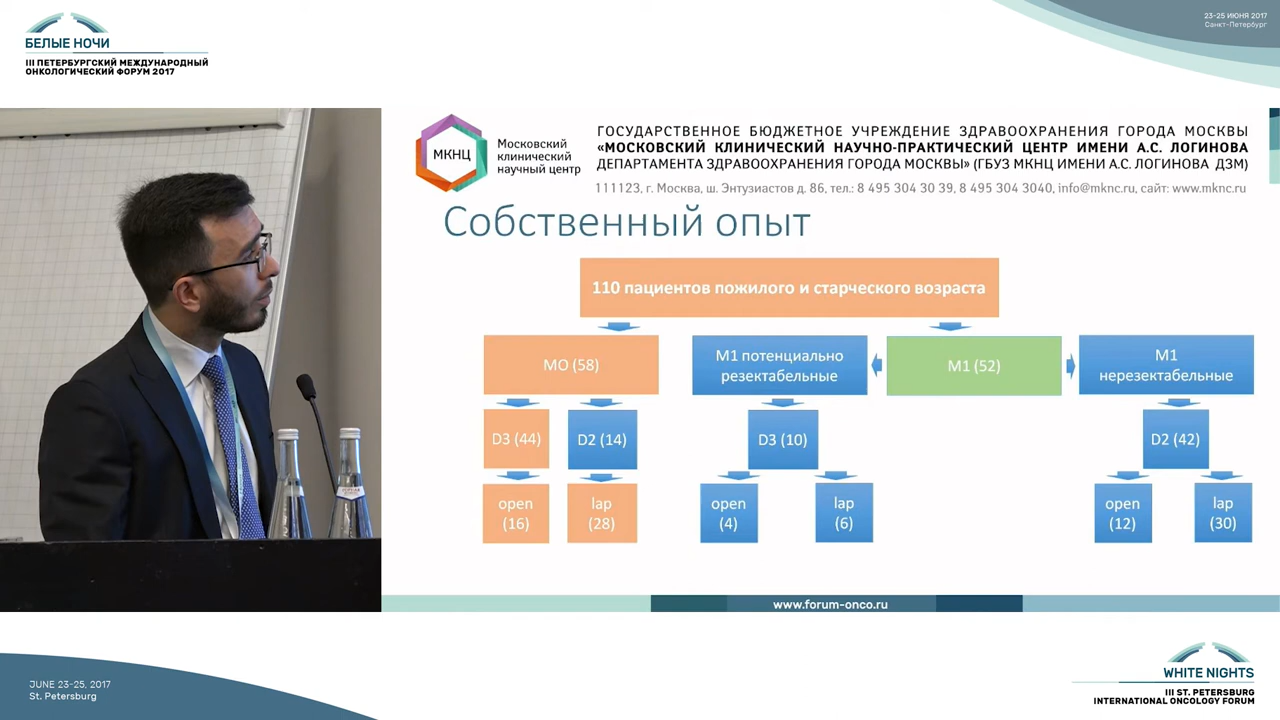 БЕЛЫЕ НОЧИ
III ПЕТЕРБУРГСКИЙ МЕЖДУНАРОДНЫЙ
ОНКОЛОГИЧЕСКИЙ ФОРУМ 2017
23-25 ИЮНЯ 2017
Санкт-Петербург
МКНЦ
Московский
клинический
научный центр
ГОСУДАРСТВЕННОЕ БЮДЖЕТНОЕ УЧРЕЖДЕНИЕ ЗДРАВООХРАНЕНИЯ ГОРОДА МОСКВЫ
«МОСКОВСКИЙ КЛИНИЧЕСКИЙ НАУЧНО-ПРАКТИЧЕСКИЙ ЦЕНТР ИМЕНИ А.С. ЛОГИНОВА
ДЕПАРТАМЕНТА ЗДРАВООХРАНЕНИЯ ГОРОДА МОСКВЫ» (ГБУЗ МКНЦ ИМЕНИ А.С. ЛОГИНОВА ДЗМ)
111123, г. Москва, ш. Энтузиастов д. 86, тел.: 8 495 304 30 39, 8 495 304 3040, info@mknc.ru, сайт: www.mknc.ru
Собственный опыт
110 пациентов пожилого и старческого возраста
МО (58)
М1 потенциально
резектабельные
М1 (52)
М1
нерезектабельные
D3 (44)
D2 (14)
D3 (10)
D2 (42)
open
(16)
lap
(28)
open
(4)
lap
(6)
open
(12)
lap
(30)
www.forum-onco.ru
JUNE 23-25, 2017
St. Petersburg
WHITE NIGHTS
III ST. PETERSBURG
INTERNATIONAL ONCOLOGY FORUM